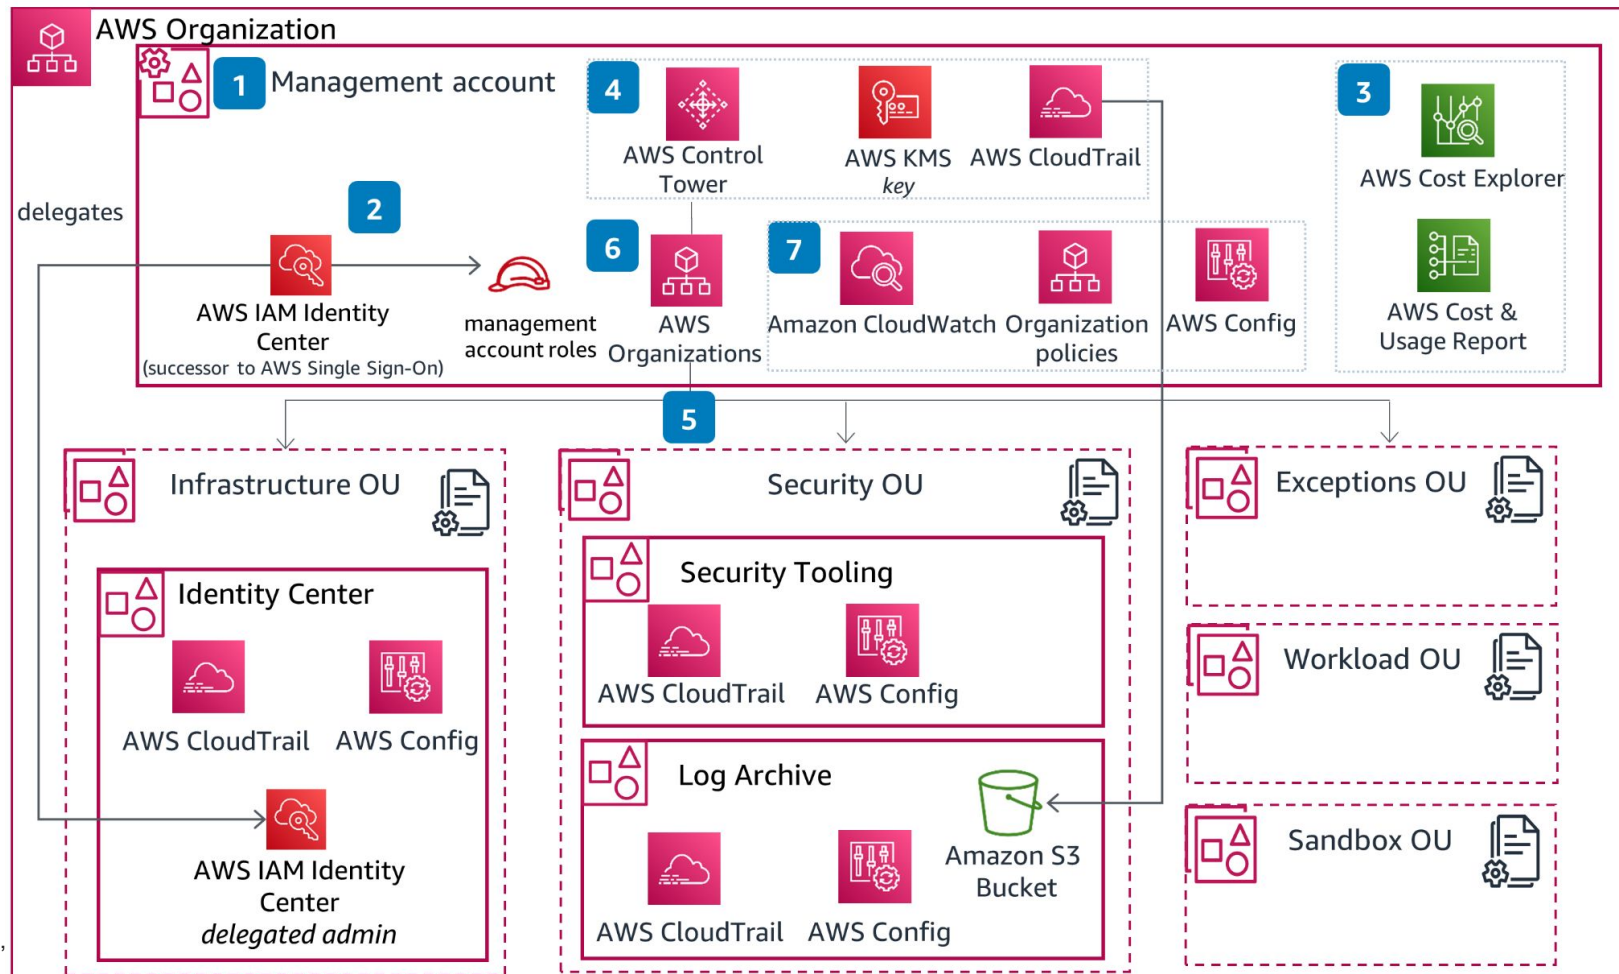 AWS Organization
1
Management account
4
AWS Control
Tower
AWS KMS
key
AWS CloudTrail
3
AWS Cost Explorer
AWS Cost &
Usage Report
delegates
2
AWS IAM Identity
Center
(successor to AWS Single Sign-On)
management
account roles
6
AWS
Organizations
7
Amazon CloudWatch
Organization
policies
AWS Config
5
Infrastructure OU
Identity Center
AWS CloudTrail
AWS Config
AWS IAM Identity
Center
delegated admin
Security OU
Security Tooling
AWS CloudTrail
AWS Config
Log Archive
AWS CloudTrail
AWS Config
Amazon S3
Bucket
Exceptions OU
Workload OU
Sandbox OU
,